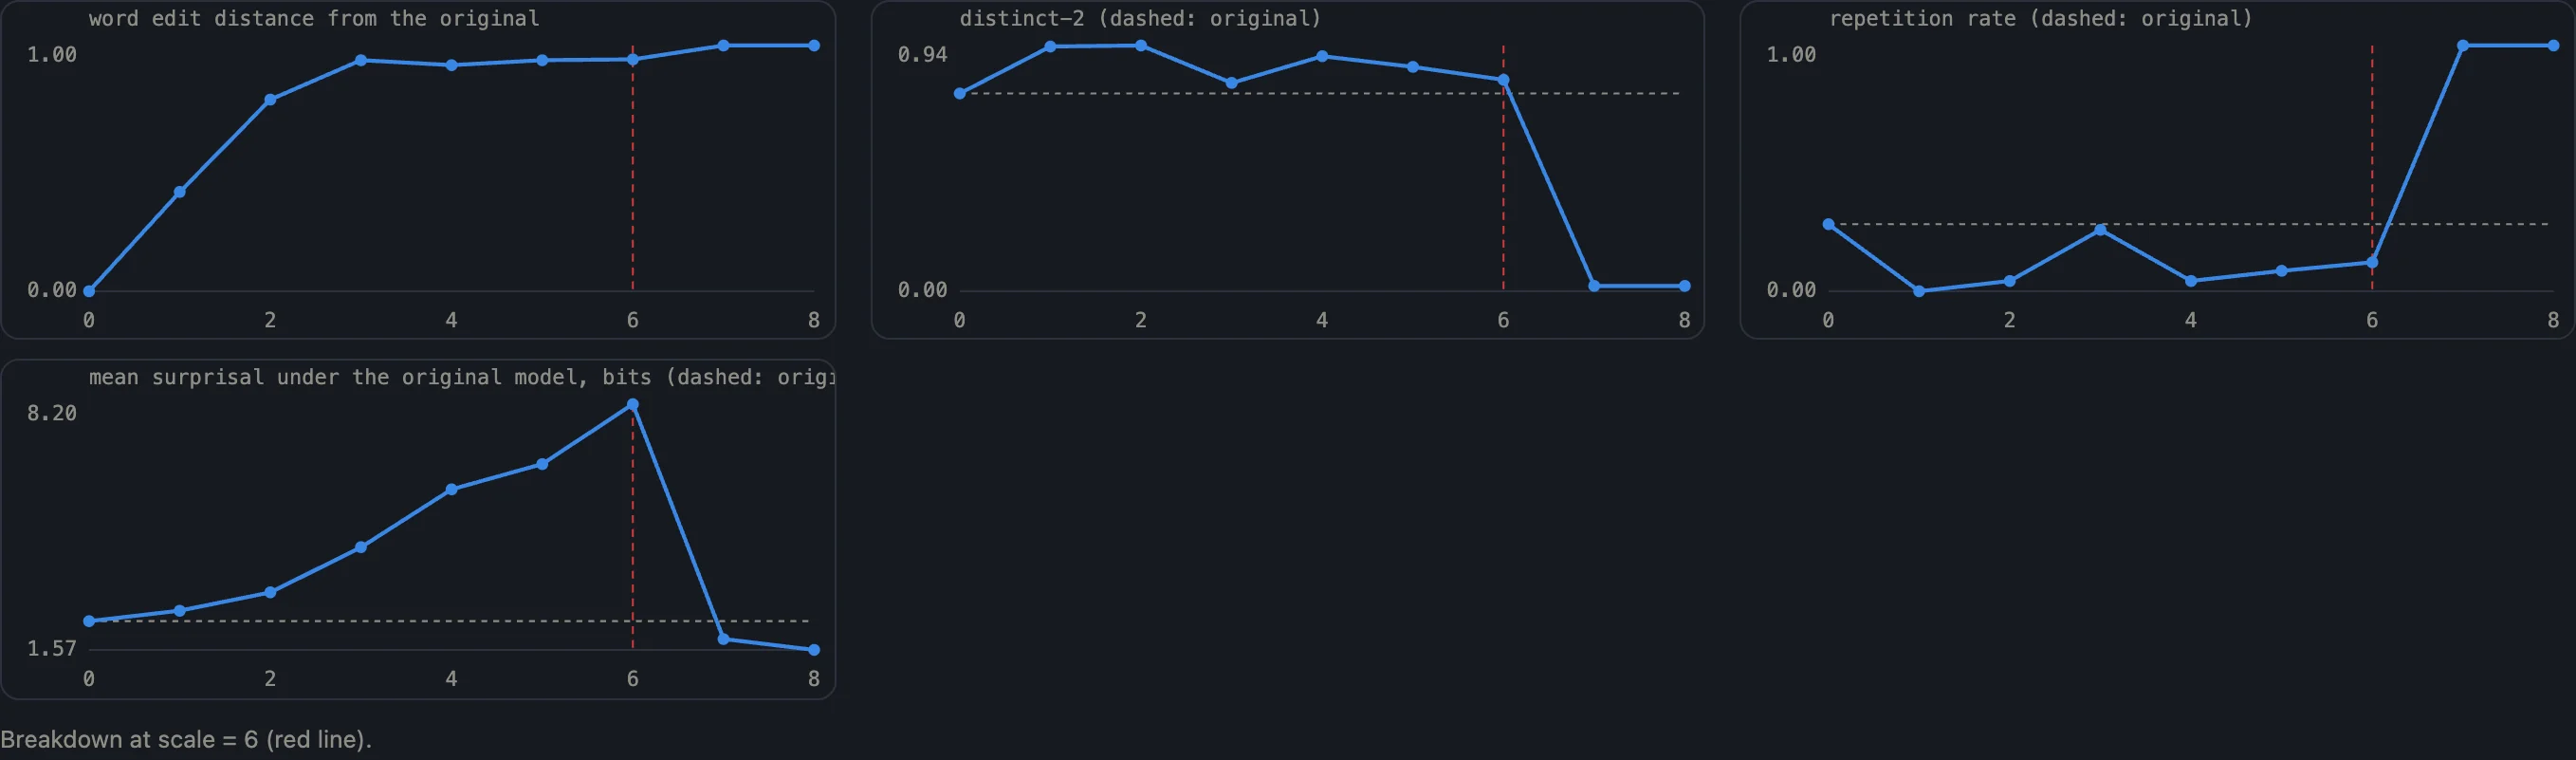 word edit distance from the original
1.00
0.00
0 2 4 6 8
distinct-2 (dashed: original)
0.94
0.00
0 2 4 6 8
repetition rate (dashed: original)
1.00
0.00
0 2 4 6 8
mean surprisal under the original model, bits (dashed: origi
8.20
1.57
0 2 4 6 8
Breakdown at scale = 6 (red line).